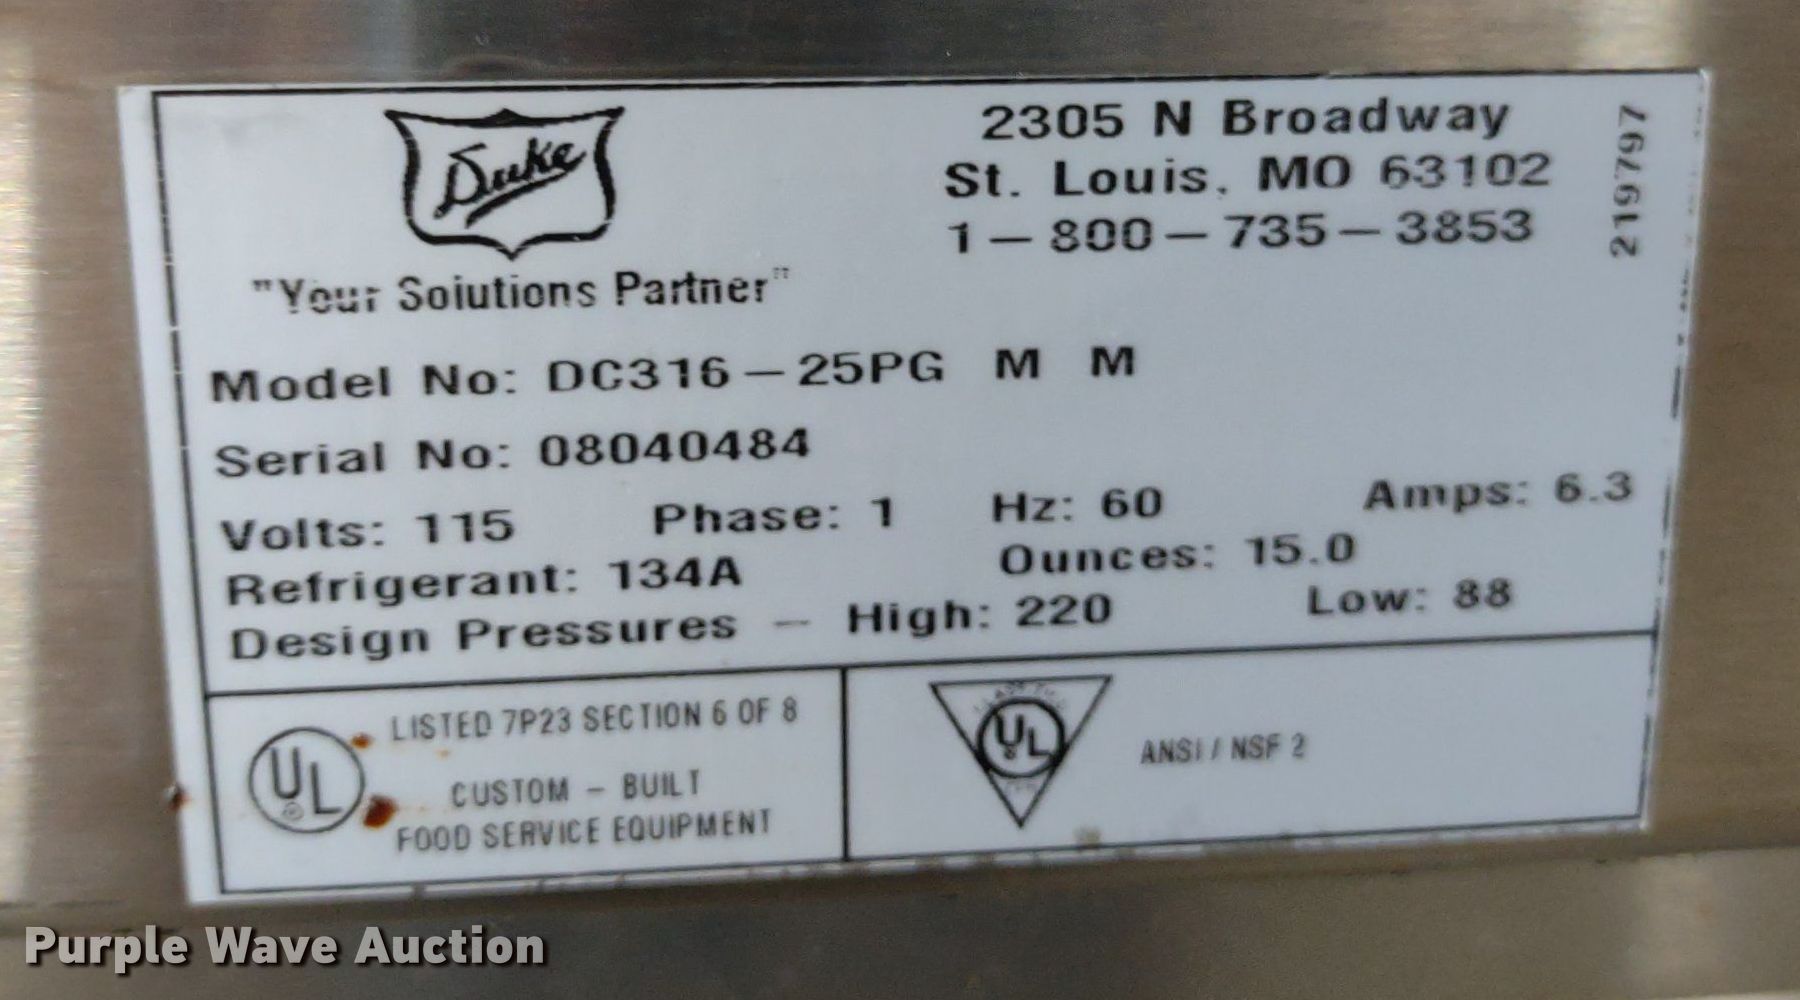 Duke
"Your Solutions Partner"
2305 N Broadway
St. Louis, MO 63102
1-800-735-3853
219797
Model No: DC316-25PG M M
Serial No: 08040484
Volts: 115 Phase: 1 Hz: 60 Amps: 6.3
Refrigerant: 134A Ounces: 15.0
Design Pressures - High: 220 Low: 88
UL
LISTED 7P23 SECTION 6 OF 8
CUSTOM - BUILT
FOOD SERVICE EQUIPMENT
UL
ANSI / NSF 2
Purple Wave Auction